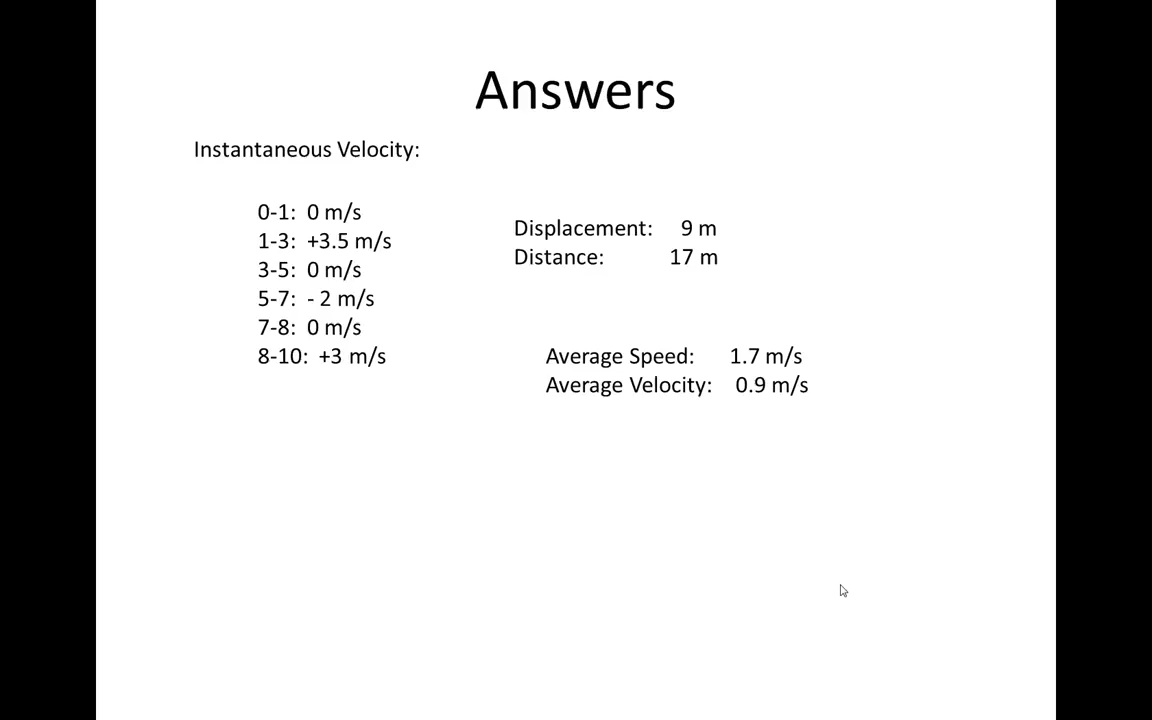 Answers
Instantaneous Velocity:
0-1: 0 m/s
1-3: +3.5 m/s
3-5: 0 m/s
5-7: - 2 m/s
7-8: 0 m/s
8-10: +3 m/s
Displacement: 9 m
Distance: 17 m
Average Speed: 1.7 m/s
Average Velocity: 0.9 m/s